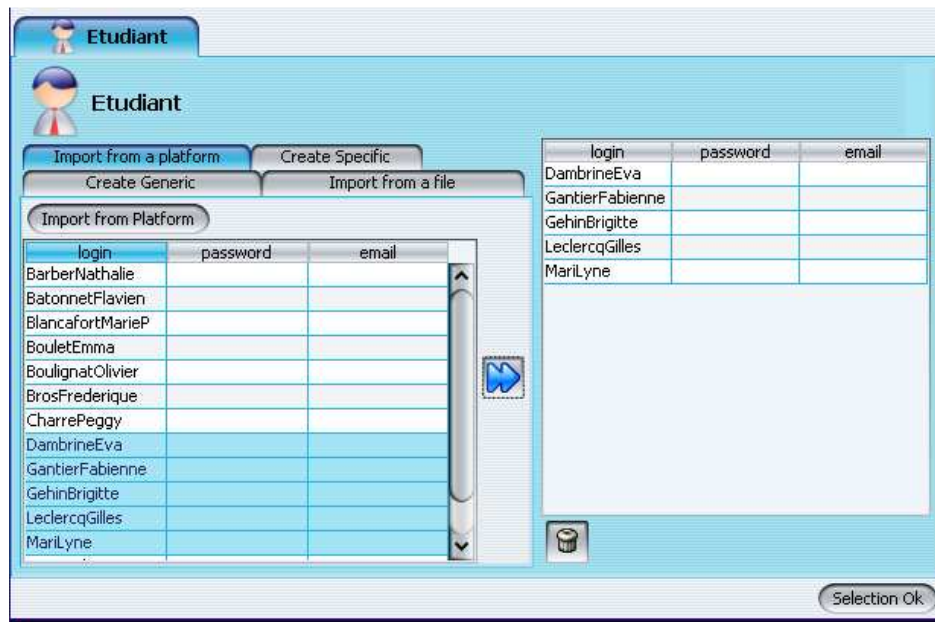 Etudiant
Etudiant
Import from a platform
Create Specific
Create Generic
Import from a file
Import from Platform
login password email
BarberNathalie
BatonnetFlavien
BlancafortMarieP
BouletEmma
BoulignatOlivier
BrosFrederique
CharrePeggy
DambrineEva
GantierFabienne
GehinBrigitte
LeclercqGilles
MariLyne
login password email
DambrineEva
GantierFabienne
GehinBrigitte
LeclercqGilles
MariLyne
Selection Ok